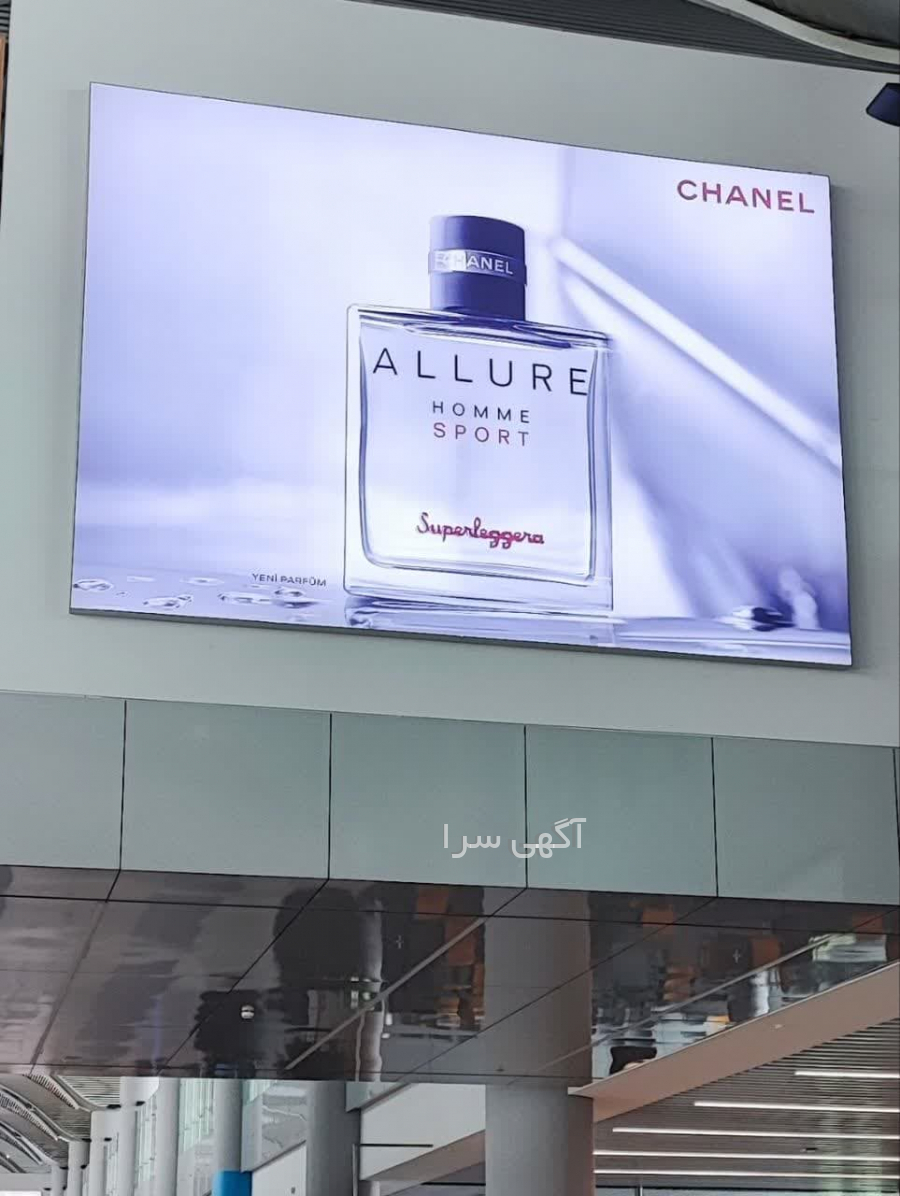 CHANEL
CHANEL
ALLURE
HOMME
SPORT
Superleggera
YENİ PARFÜM
آگهی سرا